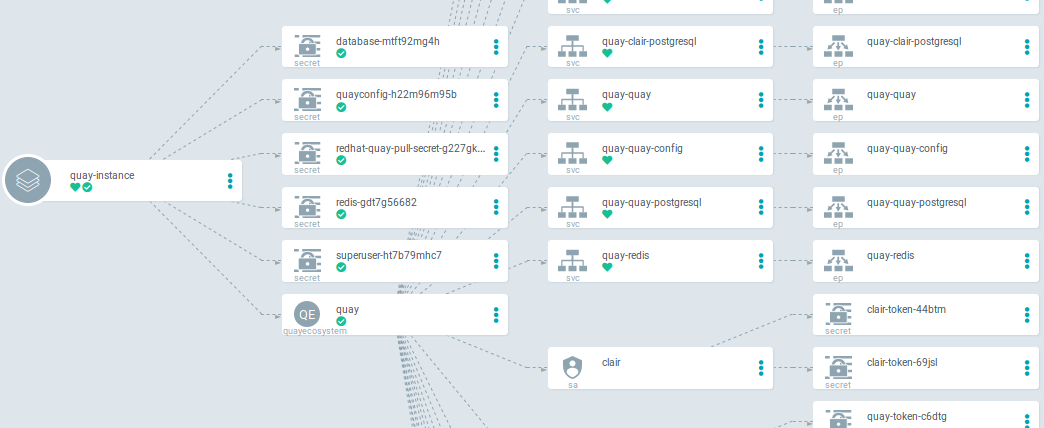 svc
ep
database-mtft92mg4h
secret
quay-clair-postgresql
svc
quay-clair-postgresql
ep
quayconfig-h22m96m95b
secret
quay-quay
svc
quay-quay
ep
redhat-quay-pull-secret-g227gk...
secret
quay-quay-config
svc
quay-quay-config
ep
quay-instance
redis-gdt7g56682
secret
quay-quay-postgresql
svc
quay-quay-postgresql
ep
superuser-ht7b79mhc7
secret
quay-redis
svc
quay-redis
ep
QE
quay
quayecosystem
clair-token-44btm
secret
clair
sa
clair-token-69jsl
secret
quay-token-c6dtg